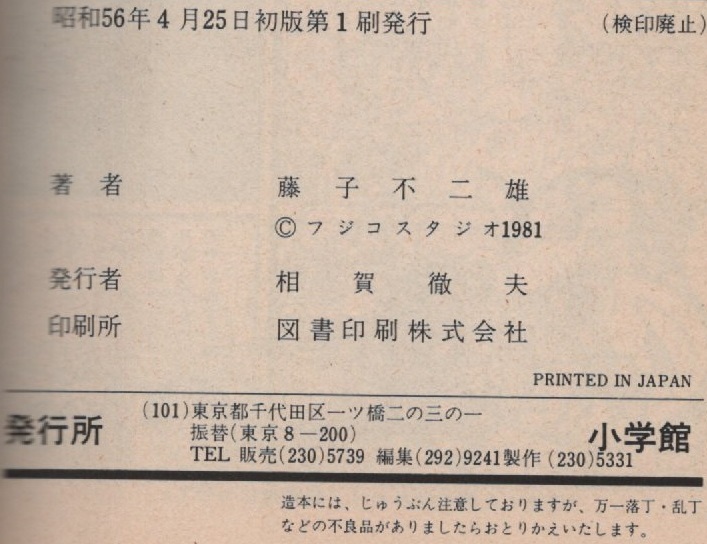 昭和56年4月25日初版第1刷発行 (検印廃止)
著者 藤子不二雄
©フジコスタジオ1981
発行者 相賀徹夫
印刷所 図書印刷株式会社
PRINTED IN JAPAN
(101)東京都千代田区一ツ橋二の三の一
発行所 振替(東京8—200) 小学館
TEL 販売(230)5739 編集(292)9241製作(230)5331
造本には、じゅうぶん注意しておりますが、万一落丁・乱丁
などの不良品がありましたらおとりかえいたします。